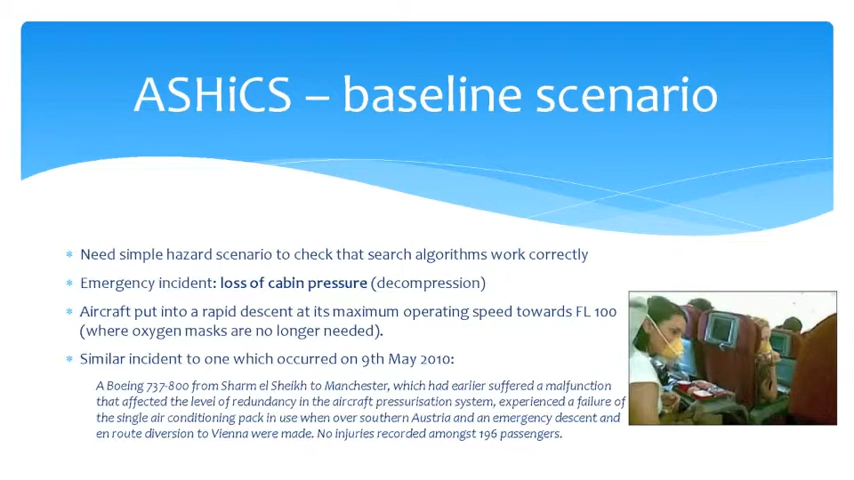 ASHiCS – baseline scenario
* Need simple hazard scenario to check that search algorithms work correctly
* Emergency incident: loss of cabin pressure (decompression)
* Aircraft put into a rapid descent at its maximum operating speed towards FL 100
(where oxygen masks are no longer needed).
* Similar incident to one which occurred on 9th May 2010:
A Boeing 737-800 from Sharm el Sheikh to Manchester, which had earlier suffered a malfunction
that affected the level of redundancy in the aircraft pressurisation system, experienced a failure of
the single air conditioning pack in use when over southern Austria and an emergency descent and
en route diversion to Vienna were made. No injuries recorded amongst 196 passengers.